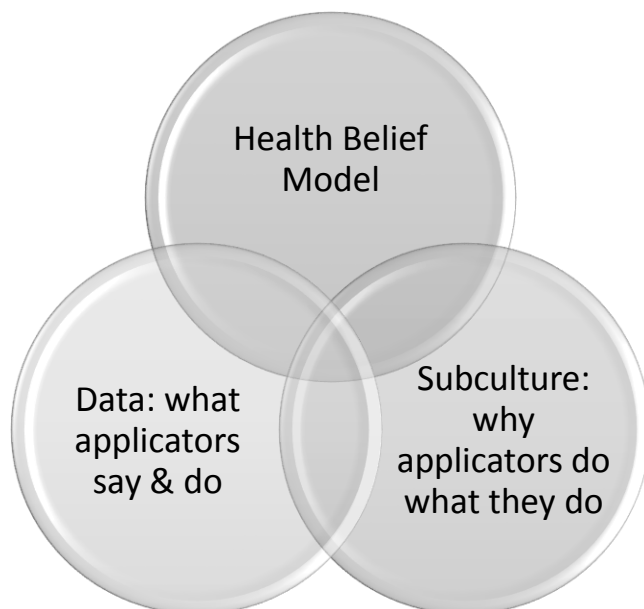 Health Belief
Model
Data: what
applicators
say & do
Subculture:
why
applicators do
what they do